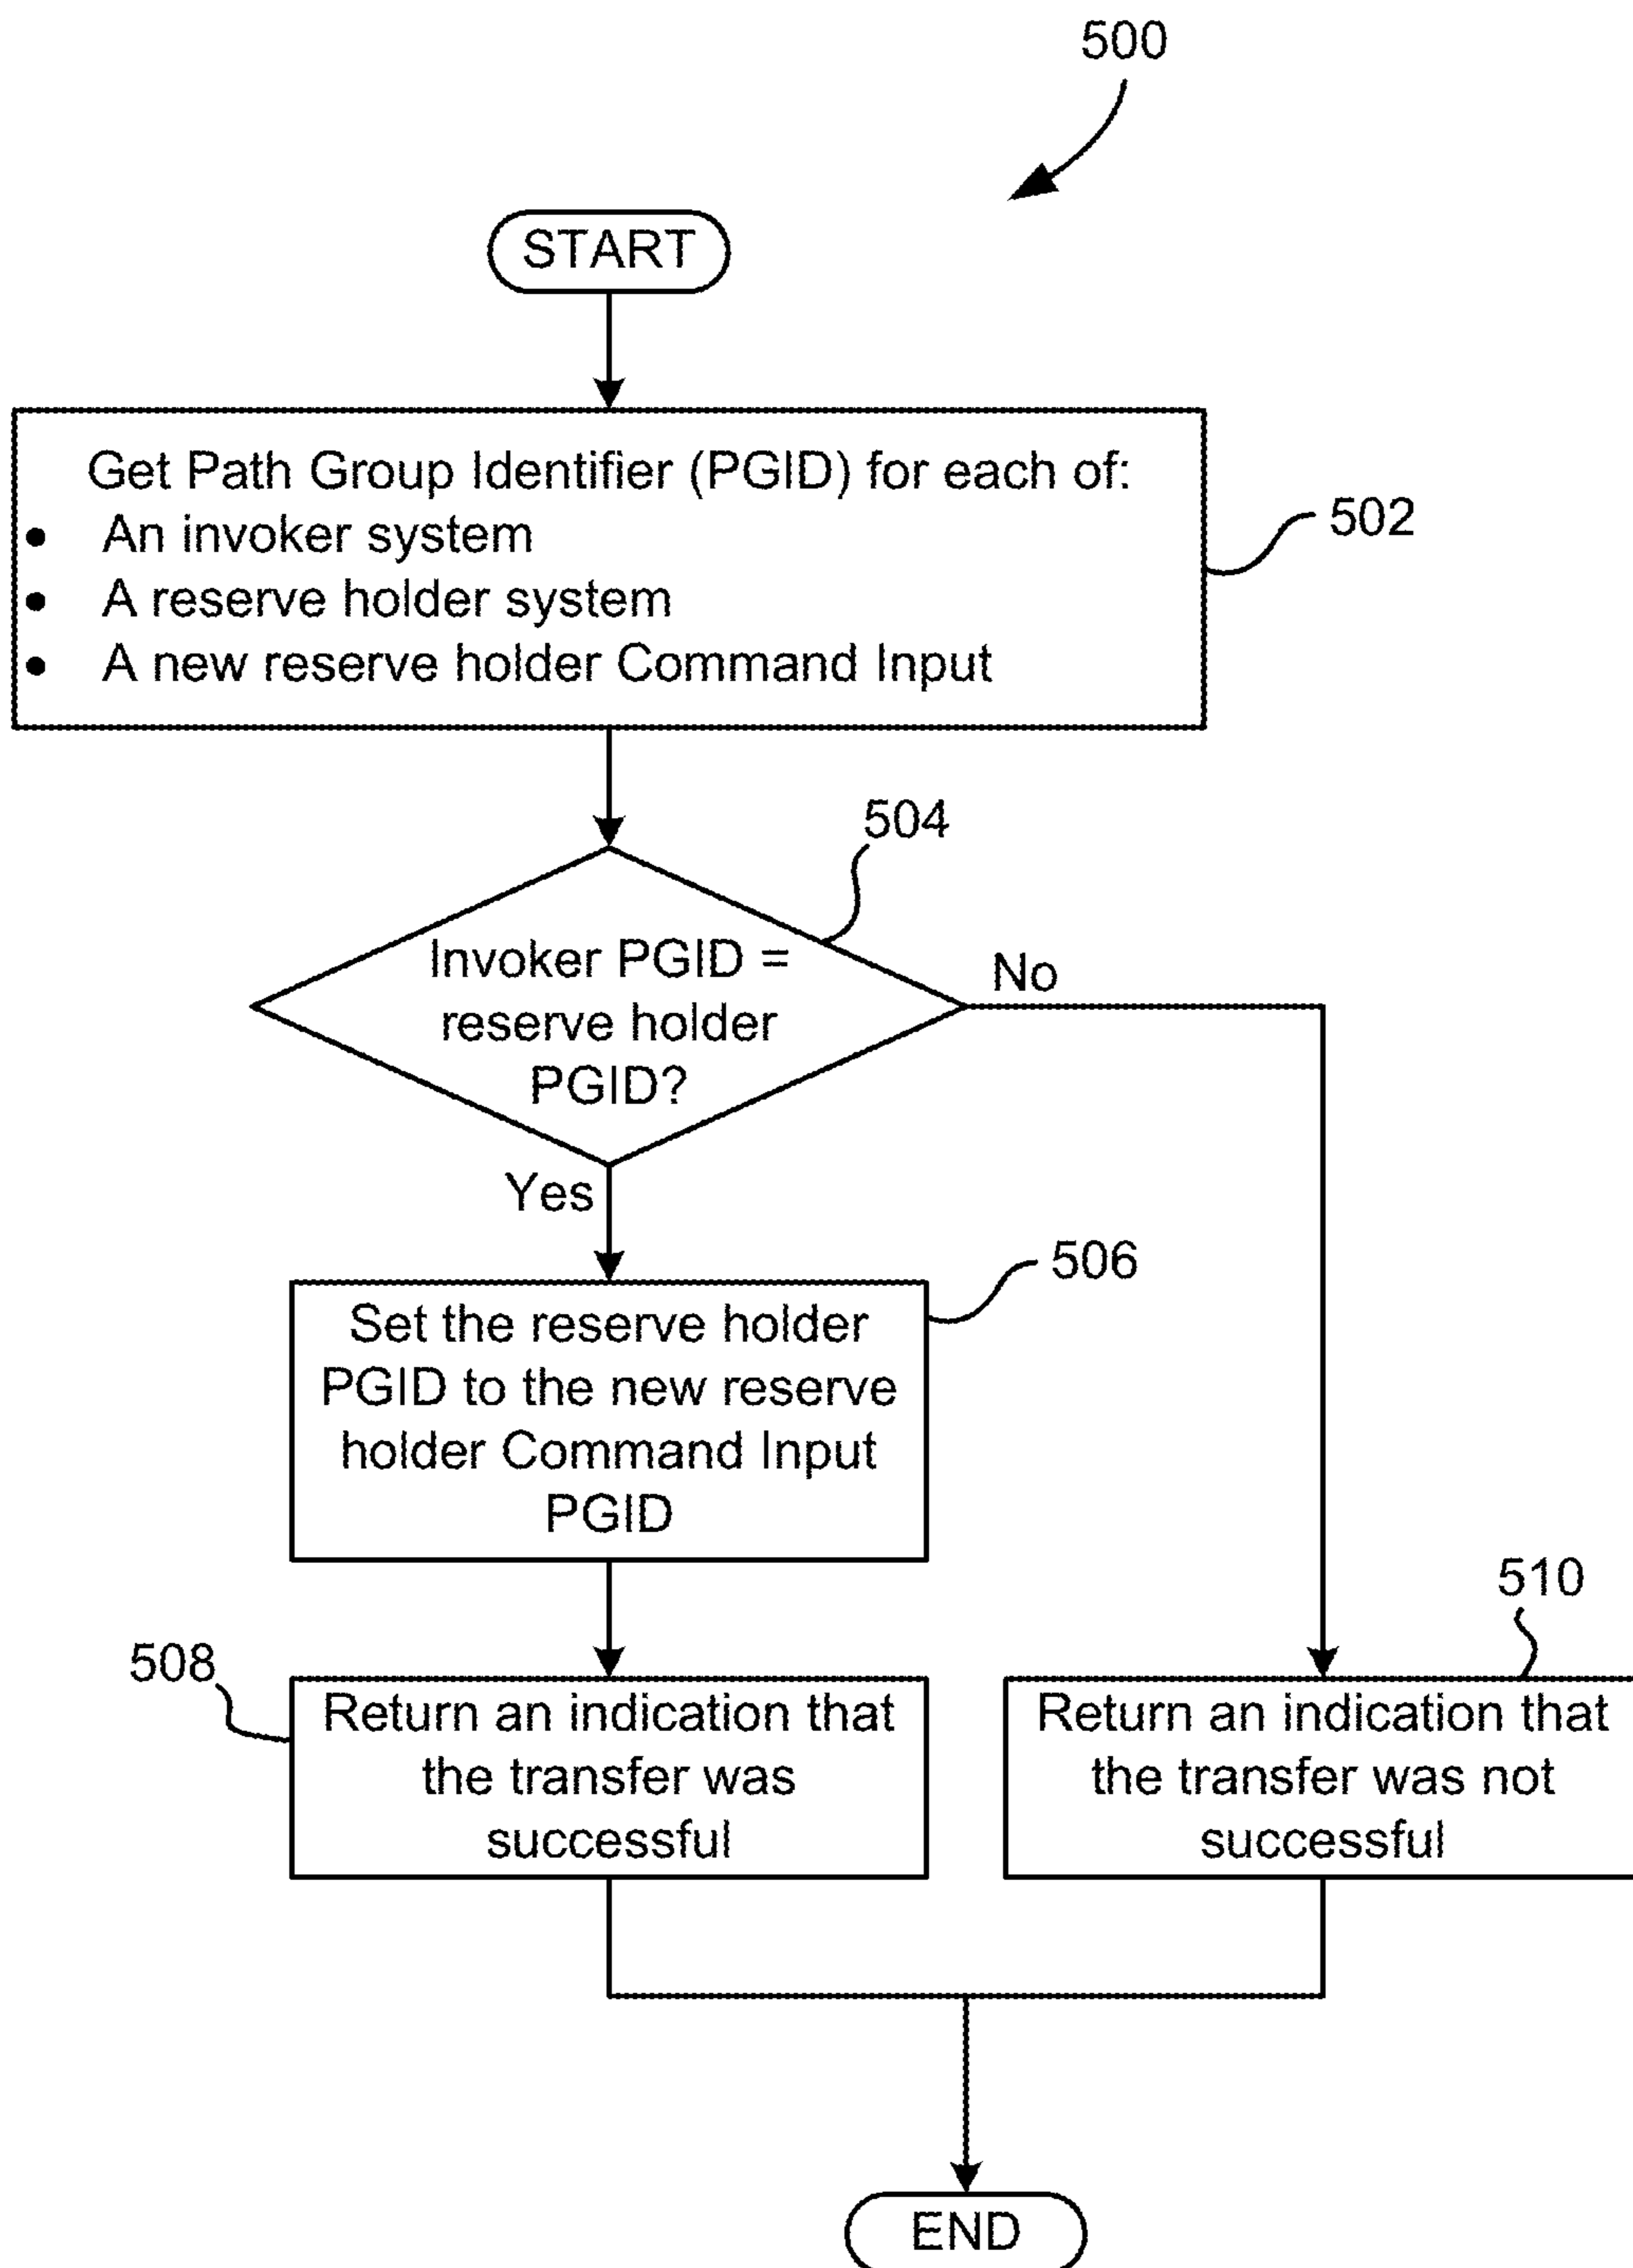 500
START
Get Path Group Identifier (PGID) for each of:
• An invoker system
• A reserve holder system
• A new reserve holder Command Input
502
504
Invoker PGID =
reserve holder
PGID?
No
Yes
506
Set the reserve holder
PGID to the new reserve
holder Command Input
PGID
508
Return an indication that
the transfer was
successful
510
Return an indication that
the transfer was not
successful
END